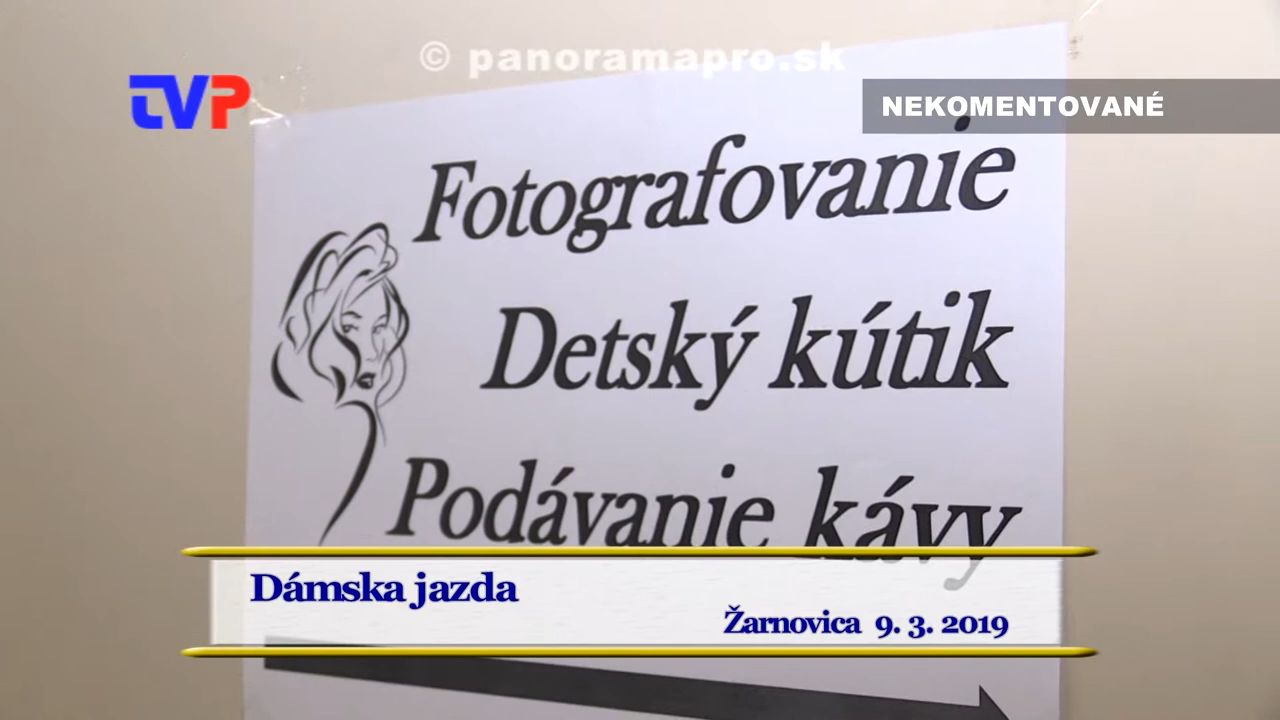 © panoramapro.sk
TVP
NEKOMENTOVANÉ
Fotografovanie
Detský kútik
Podávanie kávy
Dámska jazda
Žarnovica 9. 3. 2019